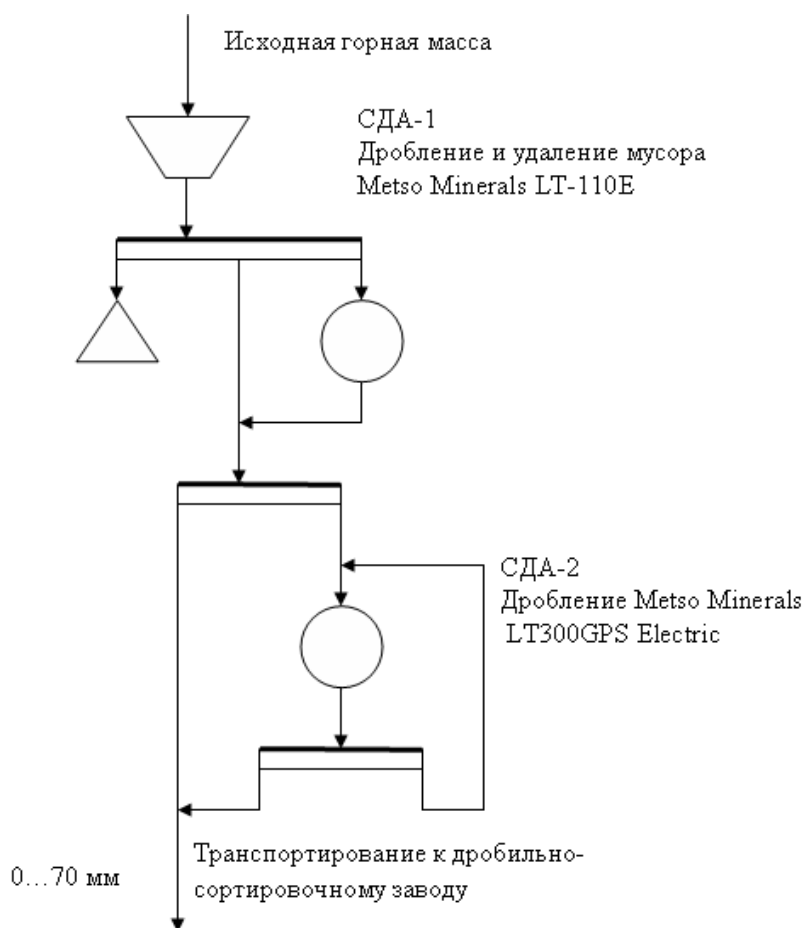 Исходная горная масса
СДА-1
Дробление и удаление мусора
Metso Minerals LT-110E
СДА-2
Дробление Metso Minerals
LT300GPS Electric
Транспортирование к дробильно-
сортировочному заводу
0...70 мм